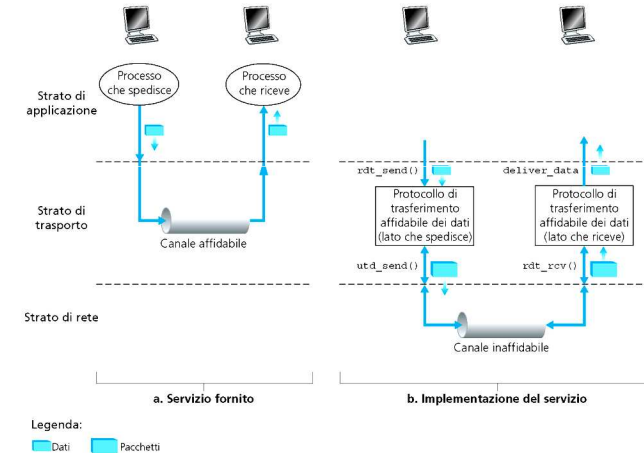 Processo
che spedisce
Processo
che riceve
Strato di
applicazione
rdt_send()
deliver_data
Strato di
trasporto
Canale affidabile
Protocollo di
trasferimento
affidabile dei dati
(lato che spedisce)
Protocollo di
trasferimento
affidabile dei dati
(lato che riceve)
utd_send()
rdt_rcv()
Strato di rete
Canale inaffidabile
a. Servizio fornito
b. Implementazione del servizio
Legenda:
Dati
Pacchetti